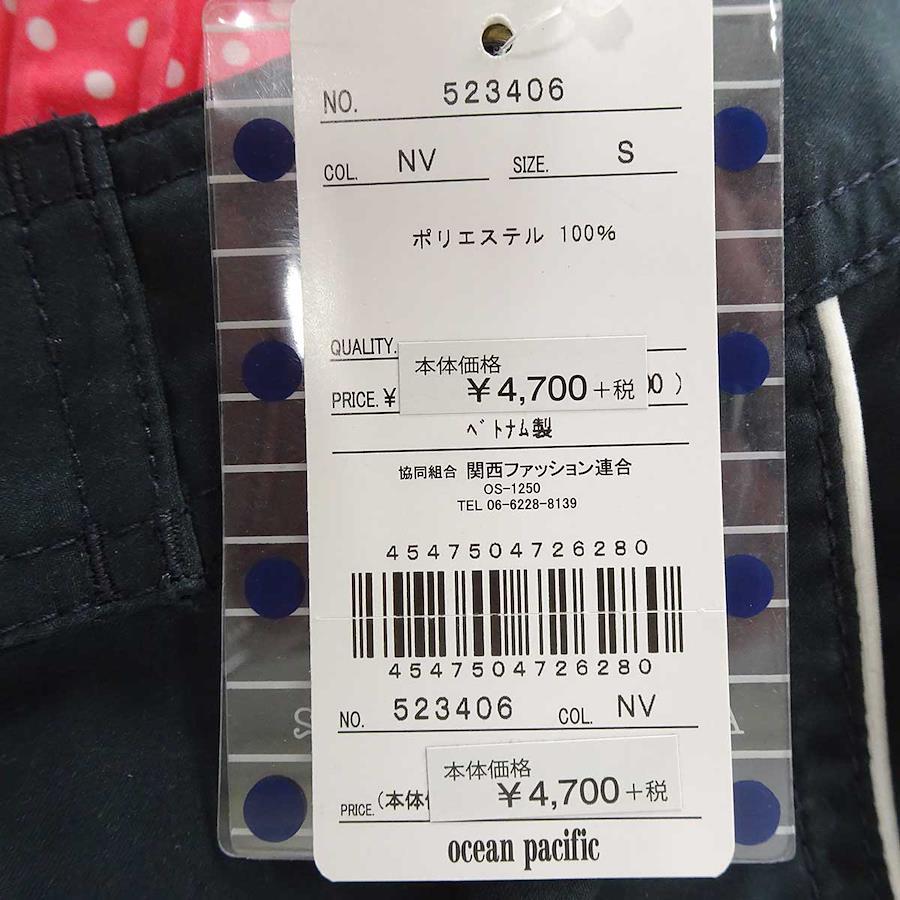 NO. 523406
COL. NV SIZE. S
ポリエステル 100%
QUALITY.
本体価格
PRICE. ¥ ¥4,700+税 00 )
ベトナム製
協同組合 関西ファッション連合
OS-1250
TEL 06-6228-8139
4547504726280
4547504726280
NO. 523406 COL. NV
本体価格
PRICE. (本体 ¥4,700+税
ocean pacific